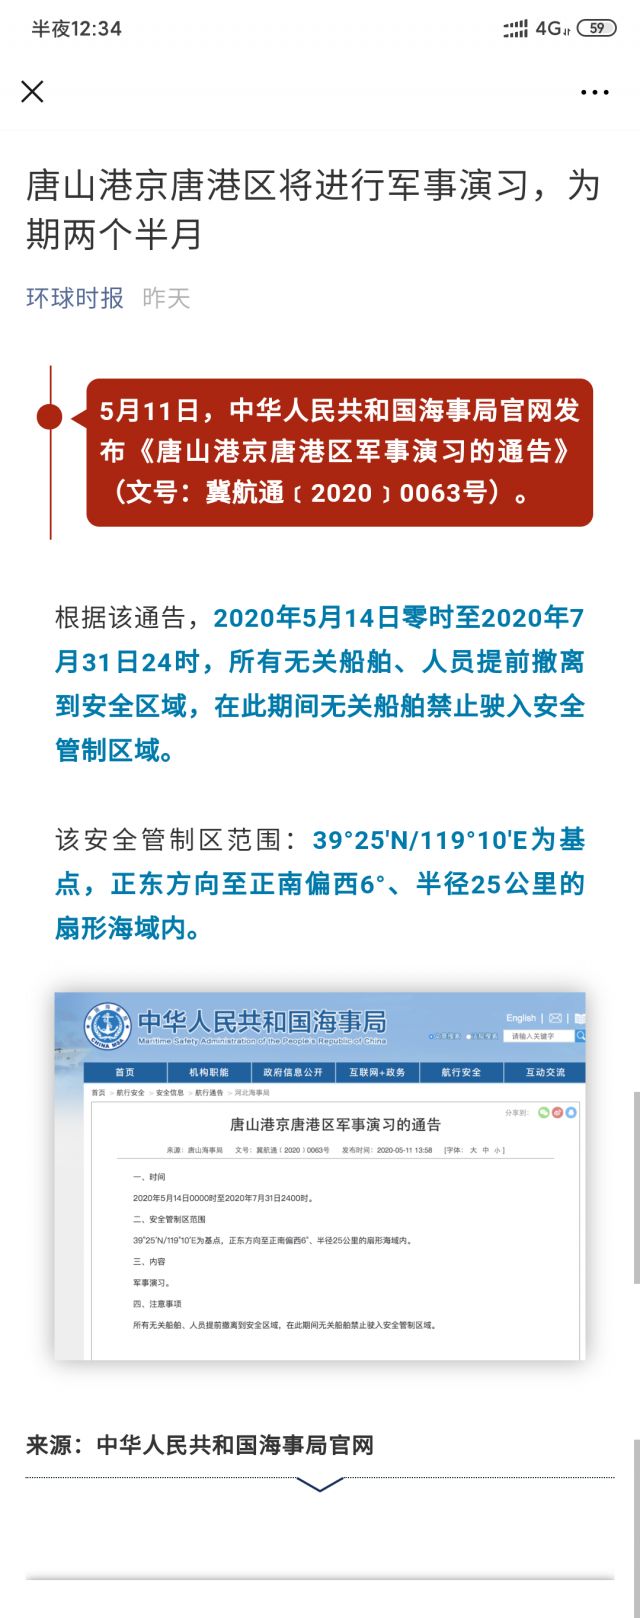 半夜12:34
4G
59
唐山港京唐港区将进行军事演习，为
期两个半月
环球时报 昨天
5月11日，中华人民共和国海事局官网发
布《唐山港京唐港区军事演习的通告》
（文号：冀航通﹝2020﹞0063号）。
根据该通告，2020年5月14日零时至2020年7
月31日24时，所有无关船舶、人员提前撤离
到安全区域，在此期间无关船舶禁止驶入安全
管制区域。
该安全管制区范围：39°25'N/119°10'E为基
点，正东方向至正南偏西6°、半径25公里的
扇形海域内。
CHINA MSA
中华人民共和国海事局
Maritime Safety Administration of the People's Republic of China
English
请输入关键字
首页 机构职能 政府信息公开 互联网+政务 航行安全 互动交流
首页 > 航行安全 > 安全信息 > 航行通告 > 河北海事局
分享到：
唐山港京唐港区军事演习的通告
来源：唐山海事局 文号：冀航通﹝2020﹞0063号 发布时间：2020-05-11 13:58 [字体： 大 中 小 ]
一、时间
2020年5月14日0000时至2020年7月31日2400时。
二、安全管制区范围
39°25′N/119°10′E为基点，正东方向至正南偏西6°、半径25公里的扇形海域内。
三、内容
军事演习。
四、注意事项
所有无关船舶、人员提前撤离到安全区域，在此期间无关船舶禁止驶入安全管制区域。
来源：中华人民共和国海事局官网